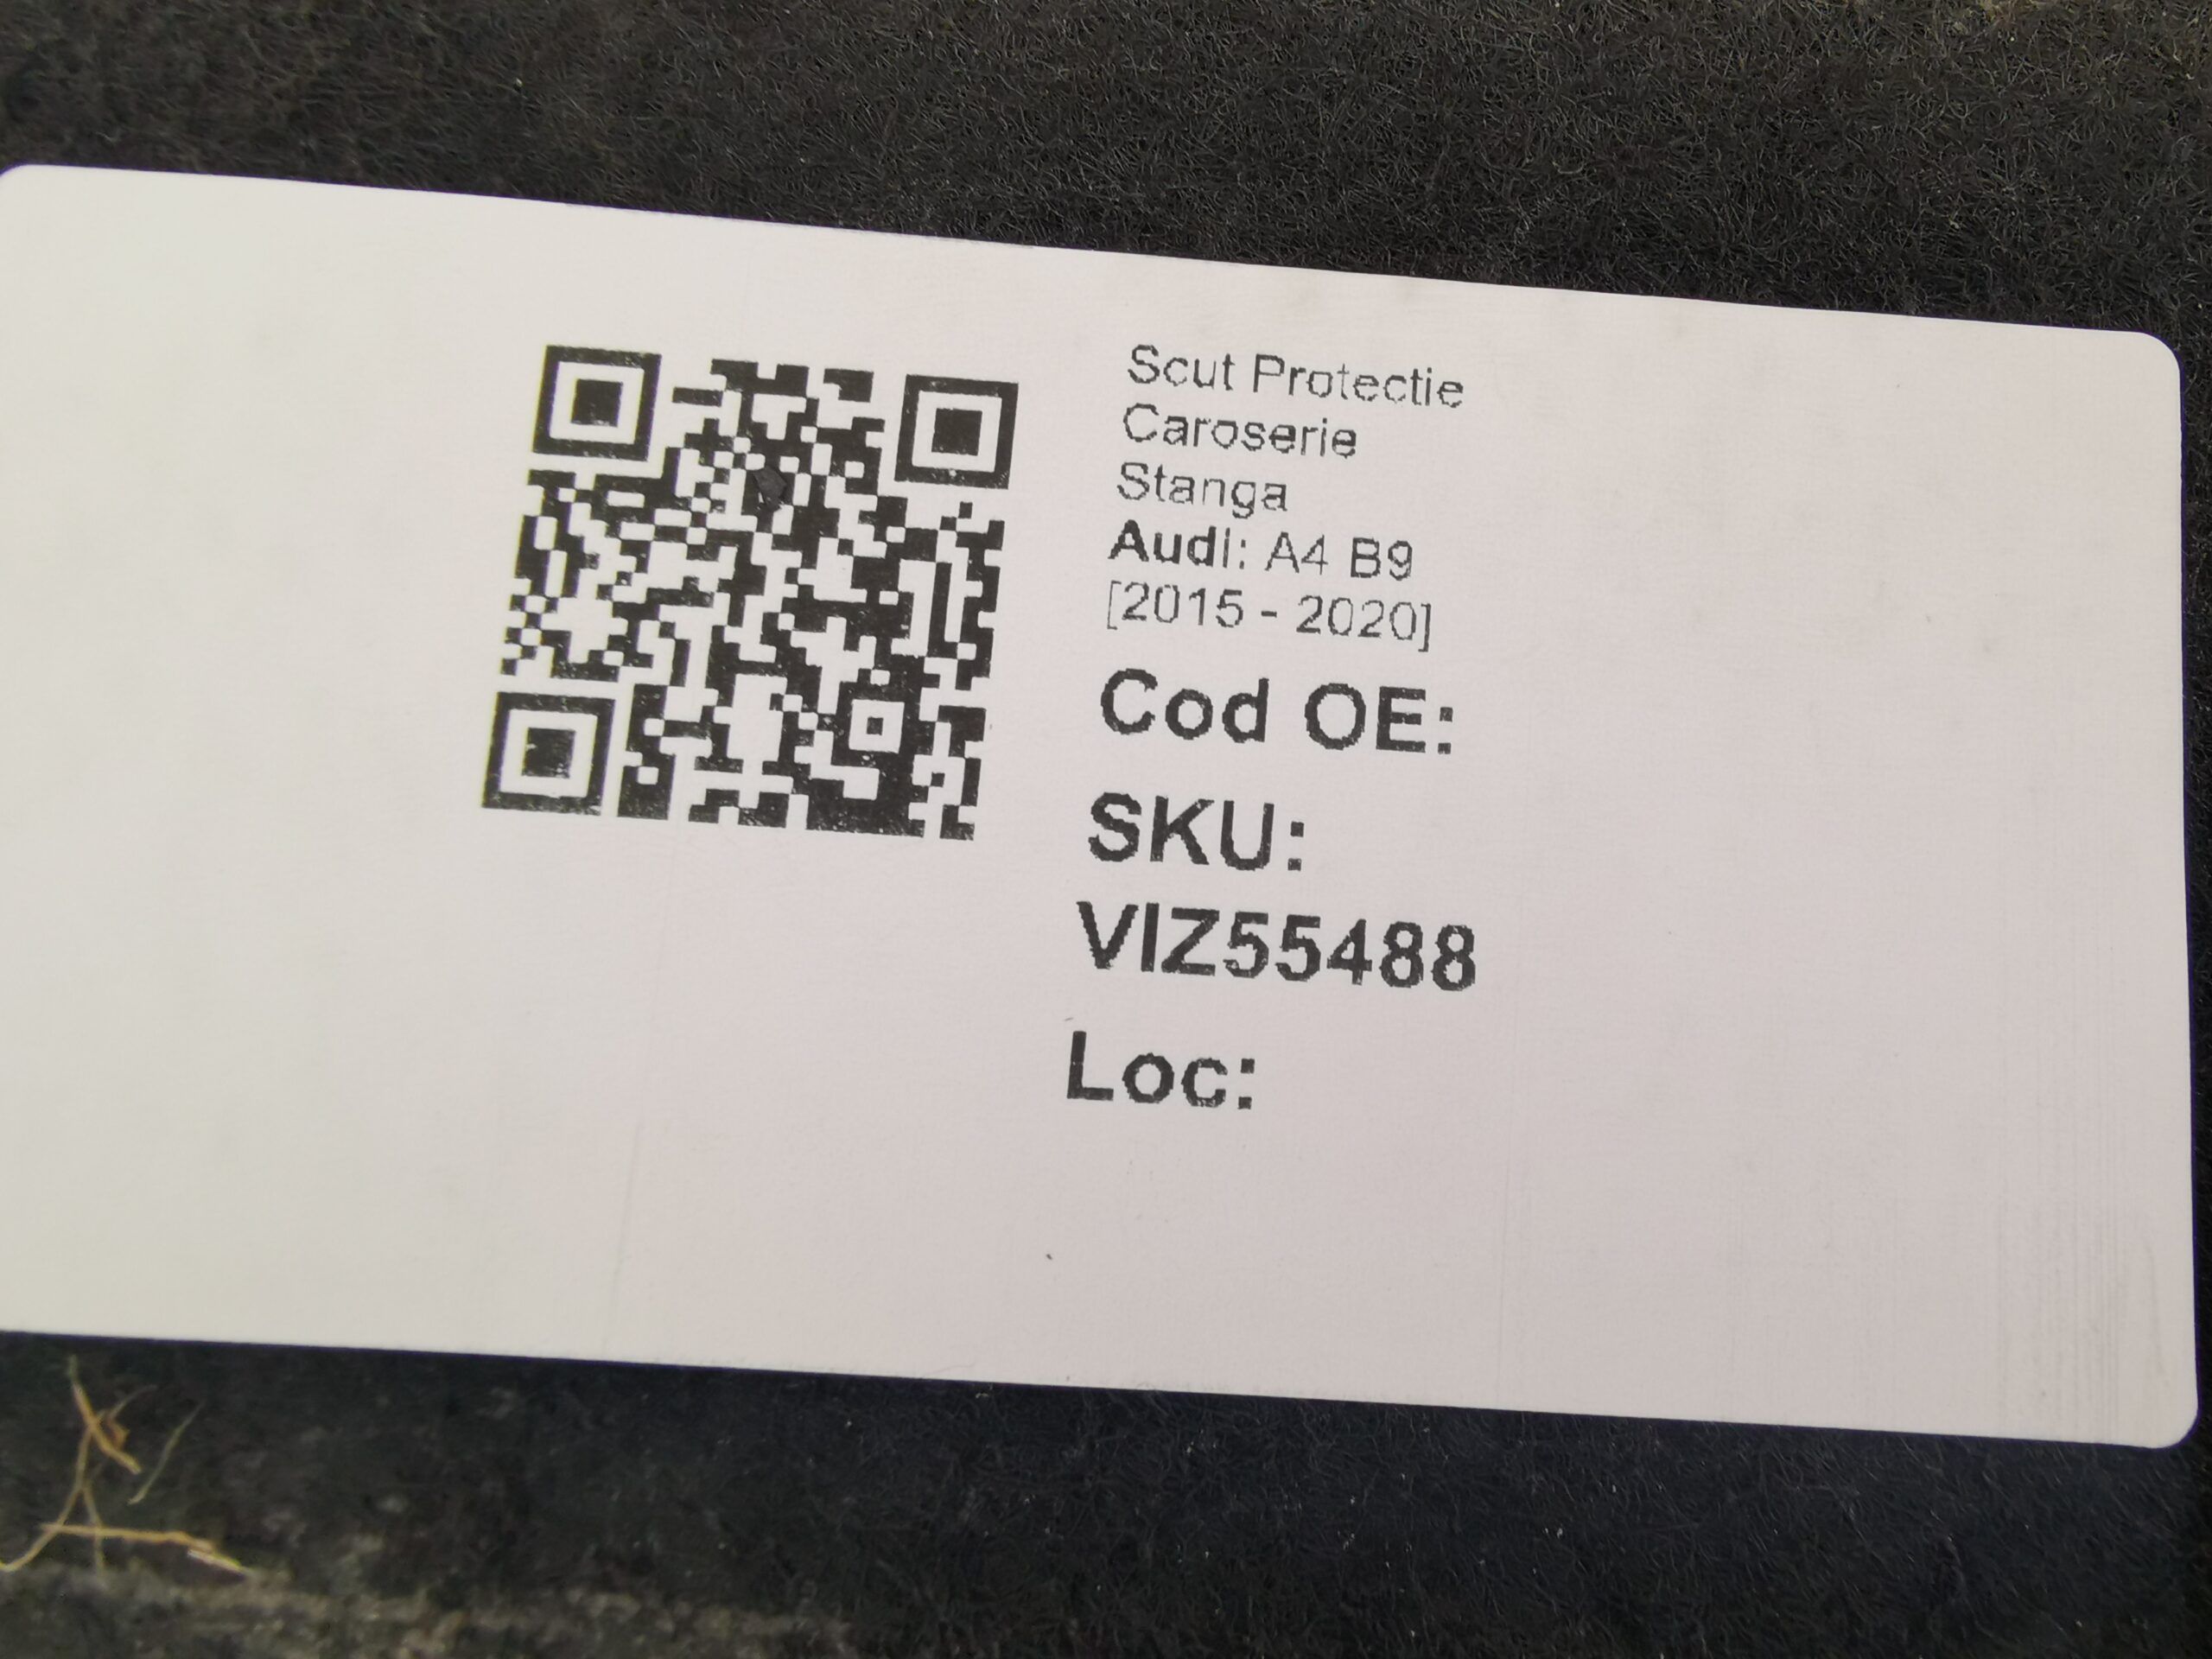 Scut Protectie
Caroserie
Stanga
Audi: A4 B9
[2015 - 2020]
Cod OE:
SKU:
VIZ55488
Loc: